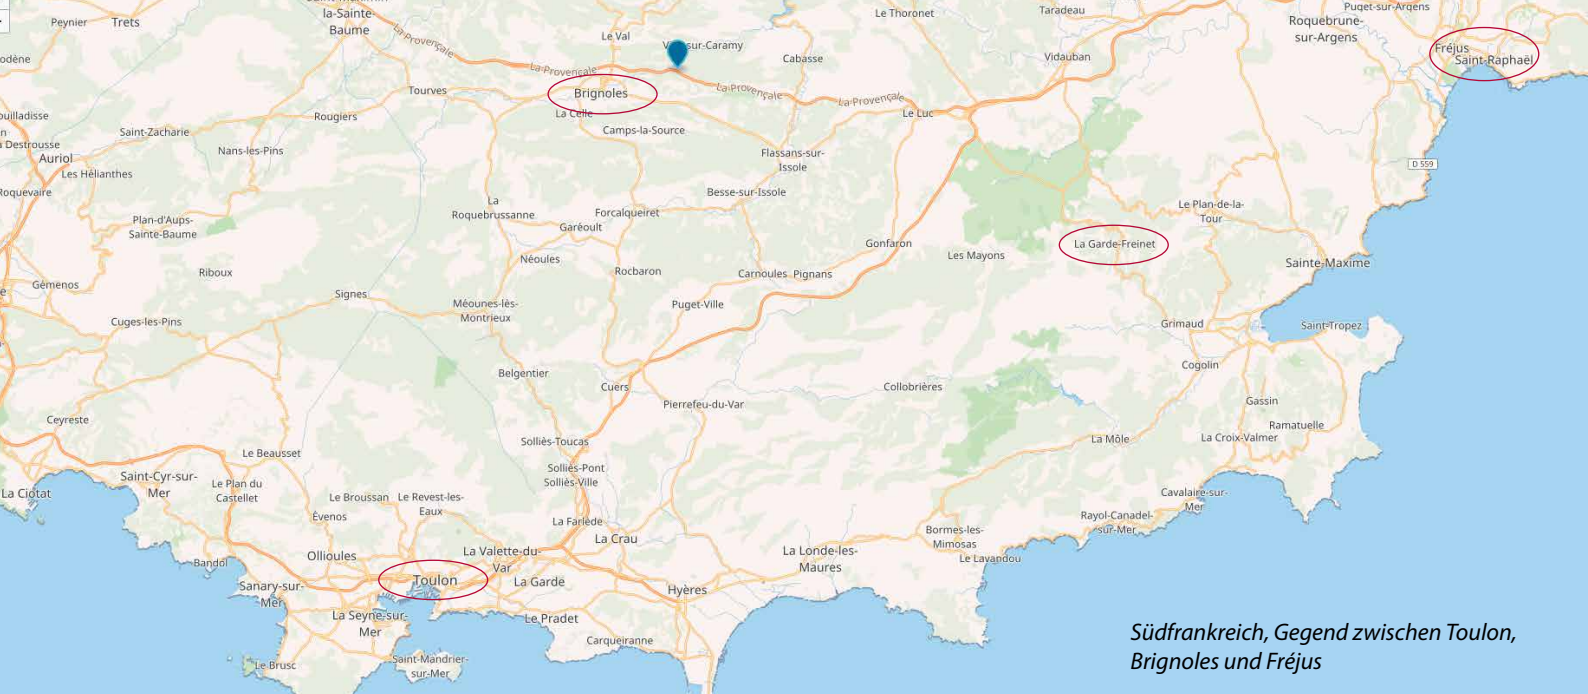 la-Sainte-
Baume
Peynier
Trets
La Provençale
Le Val
Cabasse
Le Thoronet
Taradeau
Puget-sur-Argens
Roquebrune-
sur-Argens
Fréjus
Saint-Raphaël
Vidauban
La Provençale
La Provençale
La Provençale
Tourves
Brignoles
La Celle
Camps-la-Source
Le Luc
Rougiers
Saint-Zacharie
Nans-les-Pins
Auriol
Les Hélianthes
Flassans-sur-
Issole
D 559
Besse-sur-Issole
La
Roquebrussanne
Forcalqueiret
Garéoult
Plan-d'Aups-
Sainte-Baume
Le Plan-de-la-
Tour
Gonfaron
Les Mayons
La Garde-Freinet
Sainte-Maxime
Néoules
Riboux
Rocbaron
Carnoules
Pignans
Gémenos
Signes
Méounes-lès-
Montrieux
Puget-Ville
Cuges-les-Pins
Grimaud
Saint-Tropez
Cogolin
Belgentier
Cuers
Collobrières
Pierrefeu-du-Var
Gassin
Ceyreste
Ramatuelle
La Môle
La Croix-Valmer
Solliès-Toucas
Le Beausset
Solliès-Pont
Solliès-Ville
Saint-Cyr-sur-
Mer
Le Plan du
Castellet
La Ciotat
Le Broussan
Le Revest-les-
Eaux
Évenos
Cavalaire-sur-
Mer
Rayol-Canadel-
sur-Mer
La Farlède
La Crau
Bormes-les-
Mimosas
Le Lavandou
Ollioules
La Valette-du-
Var
La Londe-les-
Maures
Bandol
Toulon
La Garde
Sanary-sur-
Mer
Hyères
La Seyne-sur-
Mer
Le Pradet
Carqueiranne
Le Brusc
Saint-Mandrier-
sur-Mer
Südfrankreich, Gegend zwischen Toulon,
Brignoles und Fréjus